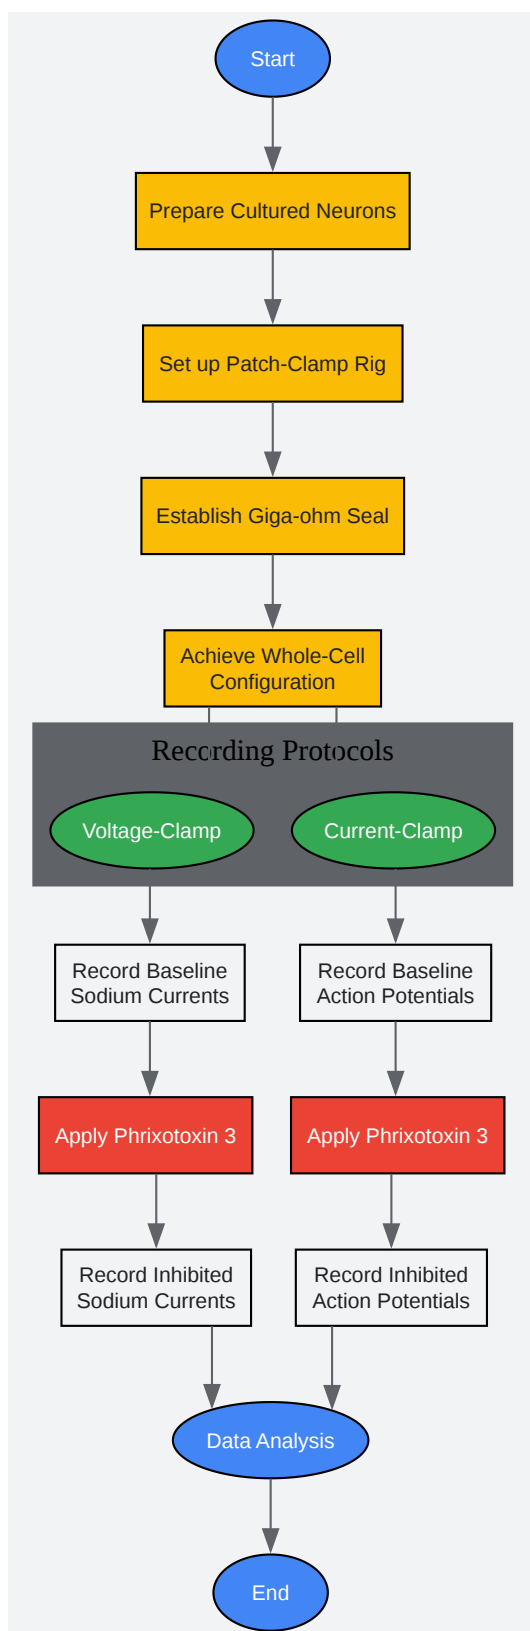 Start
Prepare Cultured Neurons
Set up Patch-Clamp Rig
Establish Giga-ohm Seal
Achieve Whole-Cell
Configuration
Recording Protocols
Voltage-Clamp
Current-Clamp
Record Baseline
Sodium Currents
Record Baseline
Action Potentials
Apply Phrixotoxin 3
Apply Phrixotoxin 3
Record Inhibited
Sodium Currents
Record Inhibited
Action Potentials
Data Analysis
End